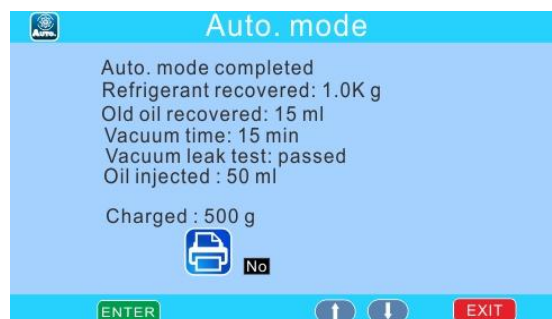 AUTO.
Auto. mode
Auto. mode completed
Refrigerant recovered: 1.0K g
Old oil recovered: 15 ml
Vacuum time: 15 min
Vacuum leak test: passed
Oil injected : 50 ml
Charged : 500 g
No
ENTER
EXIT